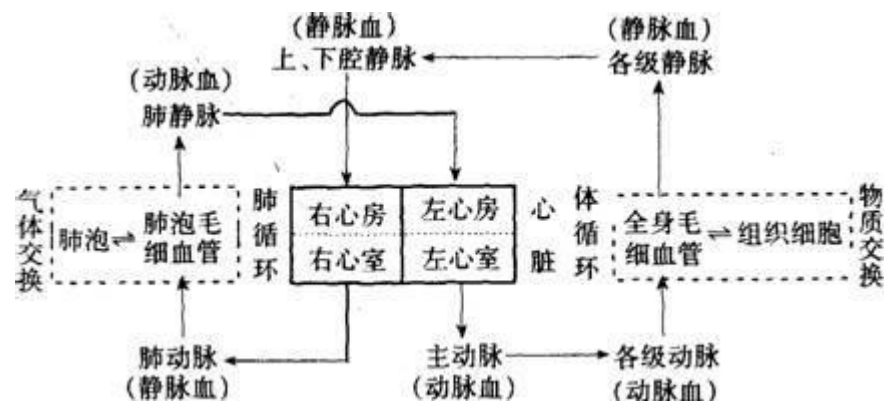 (静脉血)
上、下腔静脉
(静脉血)
各级静脉
(动脉血)
肺静脉
气体交换
肺泡⇌
肺泡毛
细血管
肺循环
右心房
左心房
右心室
左心室
心脏
体循环
全身毛
细血管
⇌组织细胞
物质交换
肺动脉
(静脉血)
主动脉
(动脉血)
各级动脉
(动脉血)